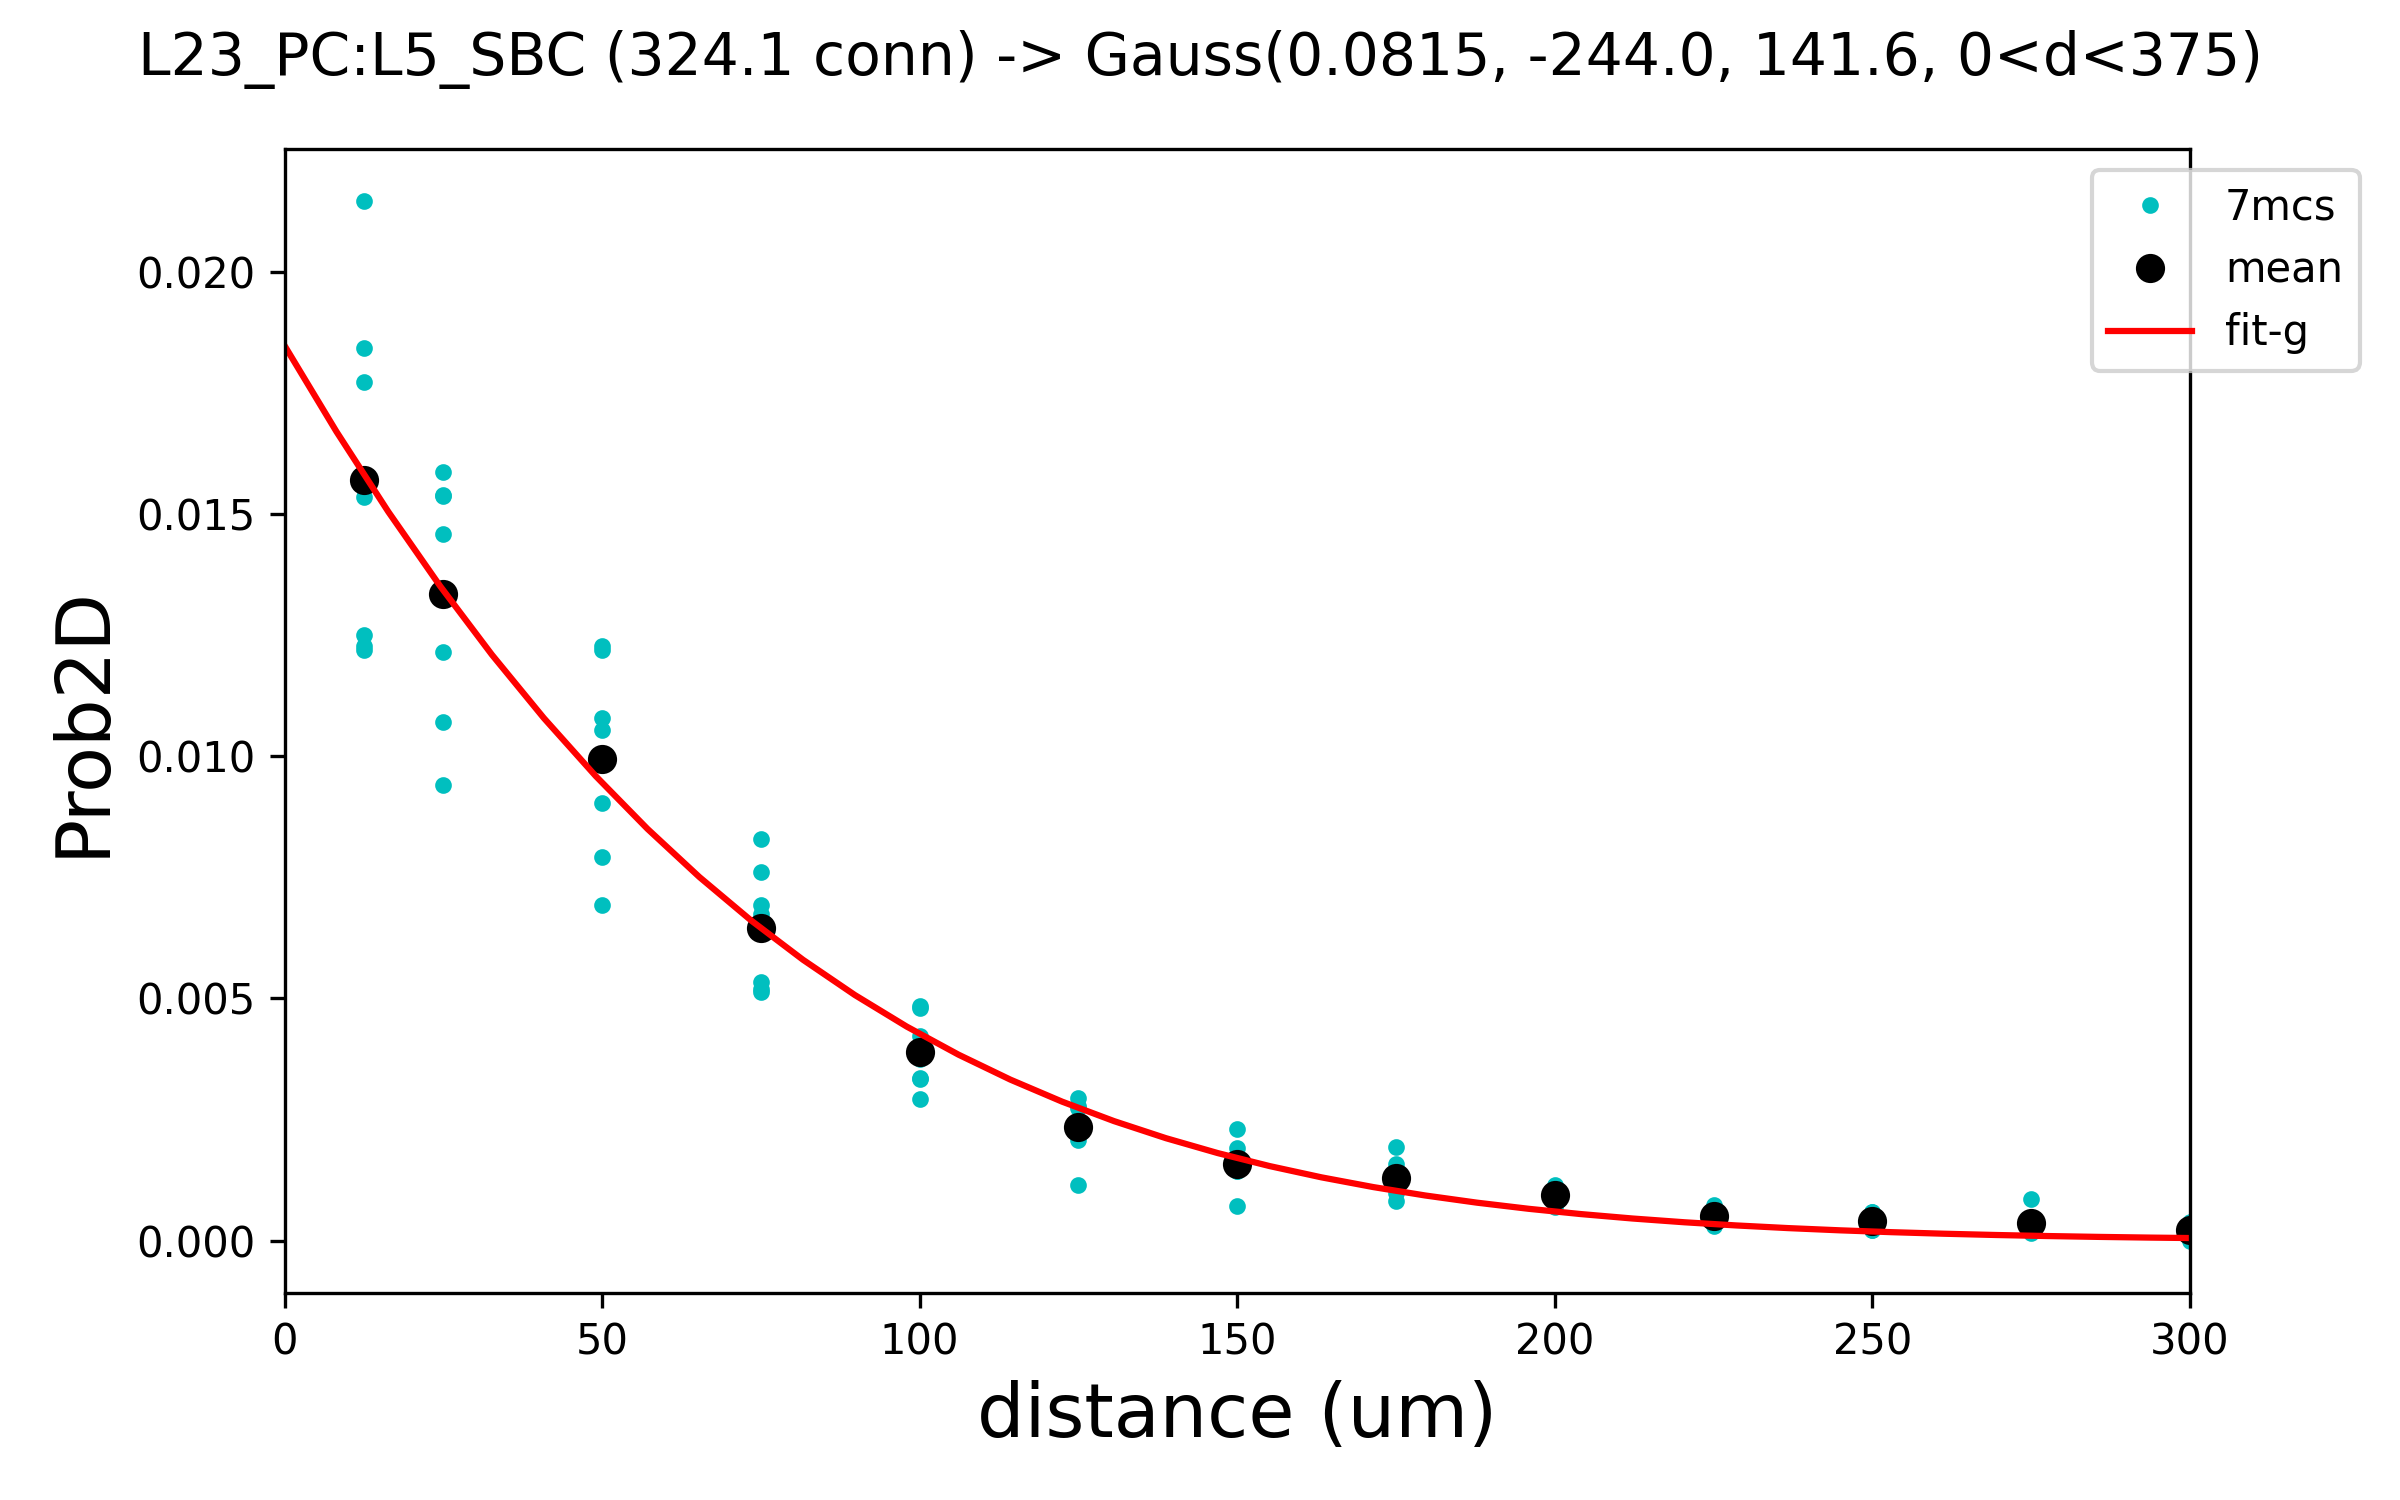 L23_PC:L5_SBC (324.1 conn) -> Gauss(0.0815, -244.0, 141.6, 0<d<375)
7mcs
mean
fit-g
0.020
0.015
0.010
0.005
0.000
Prob2D
0 50 100 150 200 250 300
distance (um)